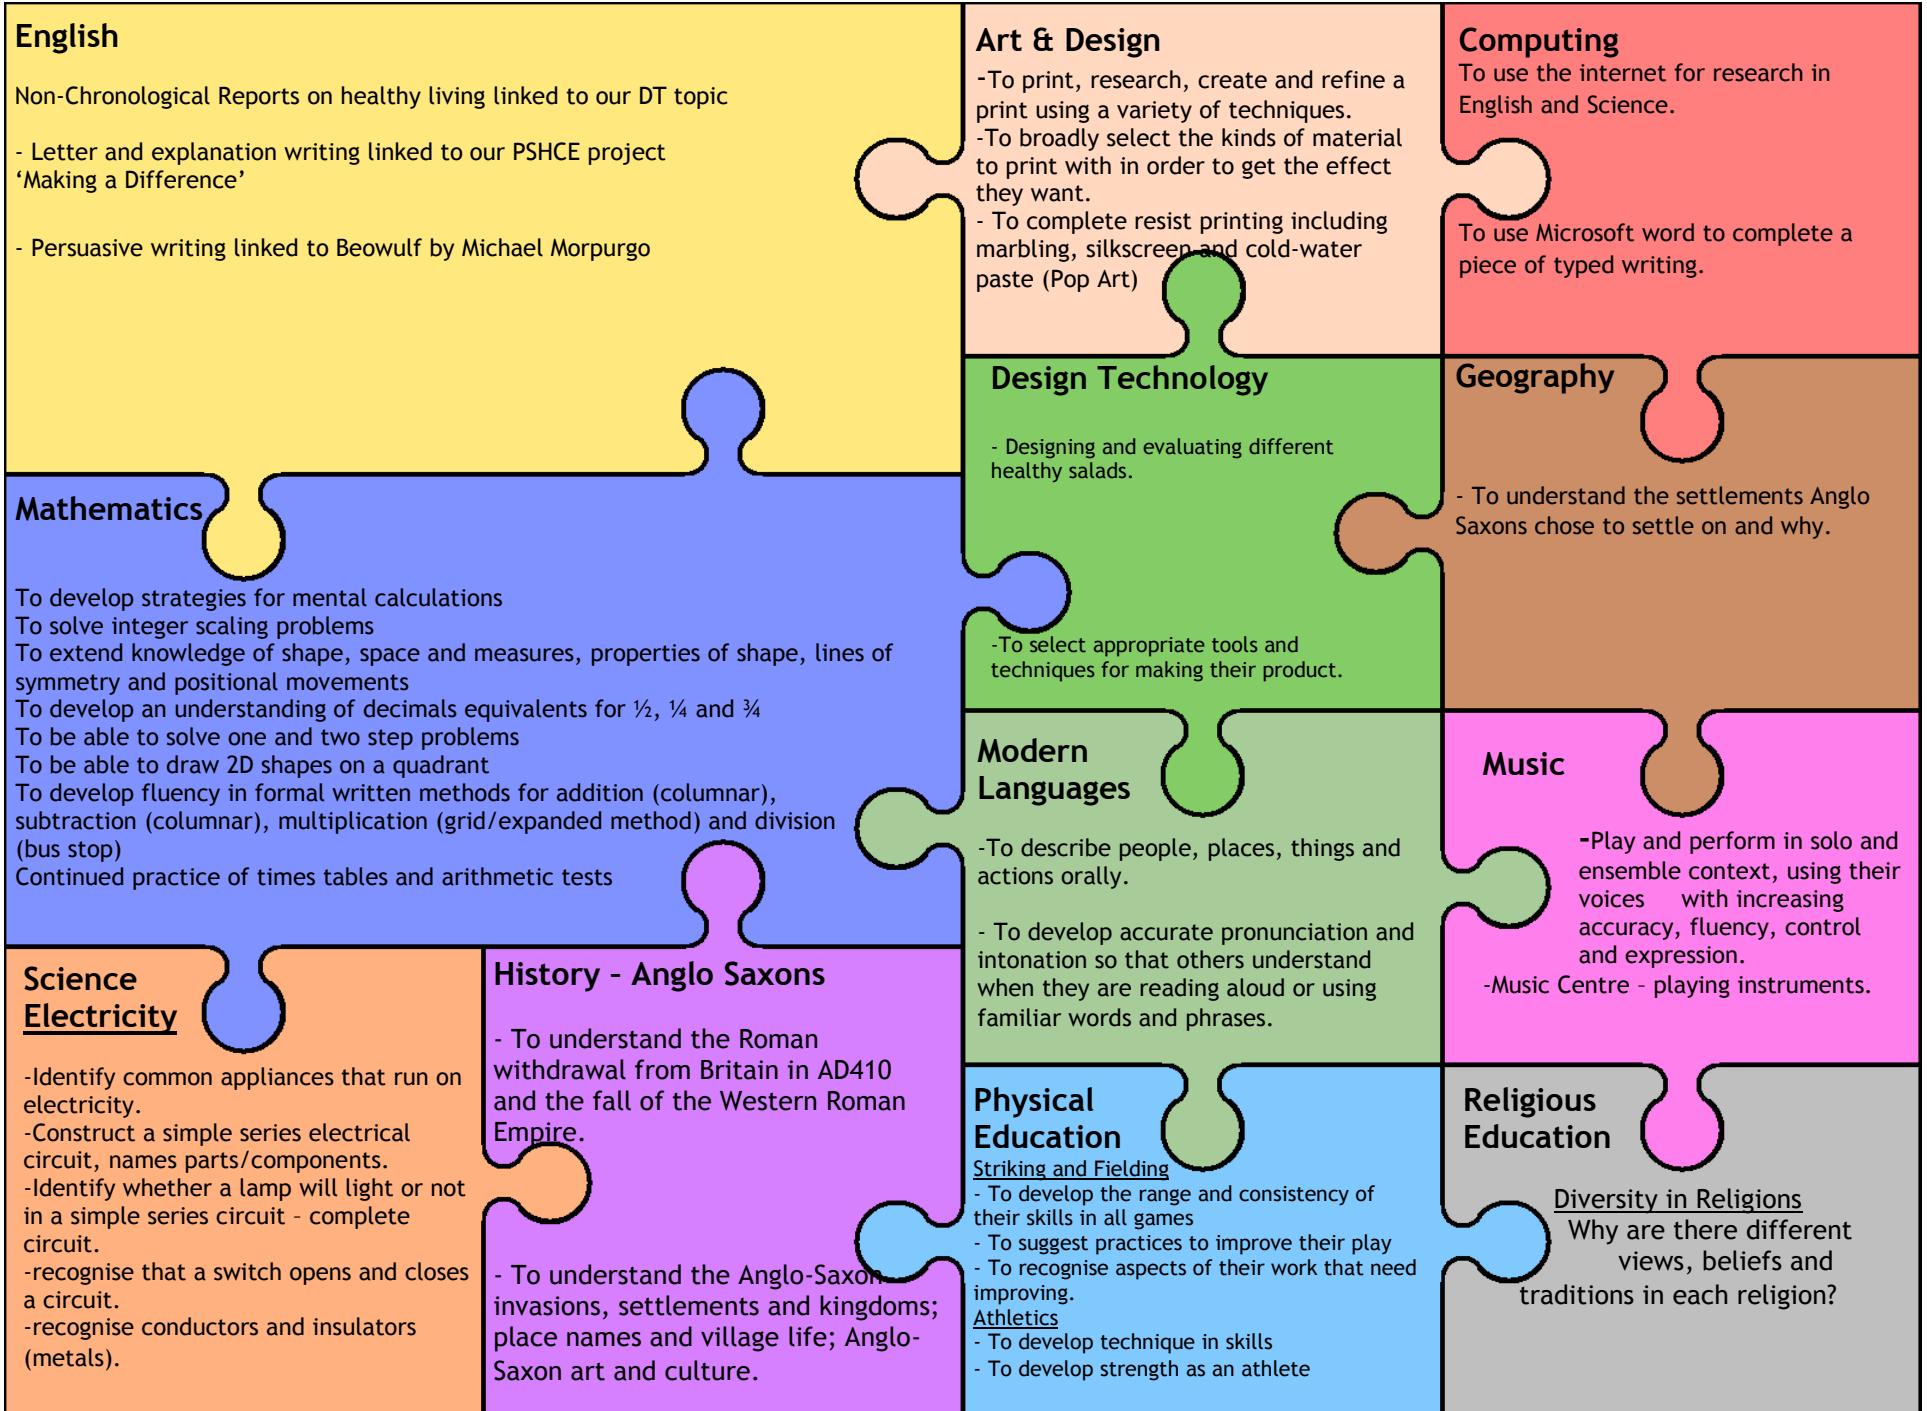 English
Non-Chronological Reports on healthy living linked to our DT topic
- Letter and explanation writing linked to our PSHCE project
‘Making a Difference’
- Persuasive writing linked to Beowulf by Michael Morpurgo
Art & Design
-To print, research, create and refine a
print using a variety of techniques.
-To broadly select the kinds of material
to print with in order to get the effect
they want.
- To complete resist printing including
marbling, silkscreen and cold-water
paste (Pop Art)
Computing
To use the internet for research in
English and Science.
To use Microsoft word to complete a
piece of typed writing.
Design Technology
- Designing and evaluating different
healthy salads.
-To select appropriate tools and
techniques for making their product.
Geography
- To understand the settlements Anglo
Saxons chose to settle on and why.
Mathematics
To develop strategies for mental calculations
To solve integer scaling problems
To extend knowledge of shape, space and measures, properties of shape, lines of
symmetry and positional movements
To develop an understanding of decimals equivalents for ½, ¼ and ¾
To be able to solve one and two step problems
To be able to draw 2D shapes on a quadrant
To develop fluency in formal written methods for addition (columnar),
subtraction (columnar), multiplication (grid/expanded method) and division
(bus stop)
Continued practice of times tables and arithmetic tests
Modern
Languages
-To describe people, places, things and
actions orally.
- To develop accurate pronunciation and
intonation so that others understand
when they are reading aloud or using
familiar words and phrases.
Music
-Play and perform in solo and
ensemble context, using their
voices with increasing
accuracy, fluency, control
and expression.
-Music Centre – playing instruments.
Science
Electricity
-Identify common appliances that run on
electricity.
-Construct a simple series electrical
circuit, names parts/components.
-Identify whether a lamp will light or not
in a simple series circuit – complete
circuit.
-recognise that a switch opens and closes
a circuit.
-recognise conductors and insulators
(metals).
History – Anglo Saxons
- To understand the Roman
withdrawal from Britain in AD410
and the fall of the Western Roman
Empire.
- To understand the Anglo-Saxon
invasions, settlements and kingdoms;
place names and village life; Anglo-
Saxon art and culture.
Physical
Education
Striking and Fielding
- To develop the range and consistency of
their skills in all games
- To suggest practices to improve their play
- To recognise aspects of their work that need
improving.
Athletics
- To develop technique in skills
- To develop strength as an athlete
Religious
Education
Diversity in Religions
Why are there different
views, beliefs and
traditions in each religion?